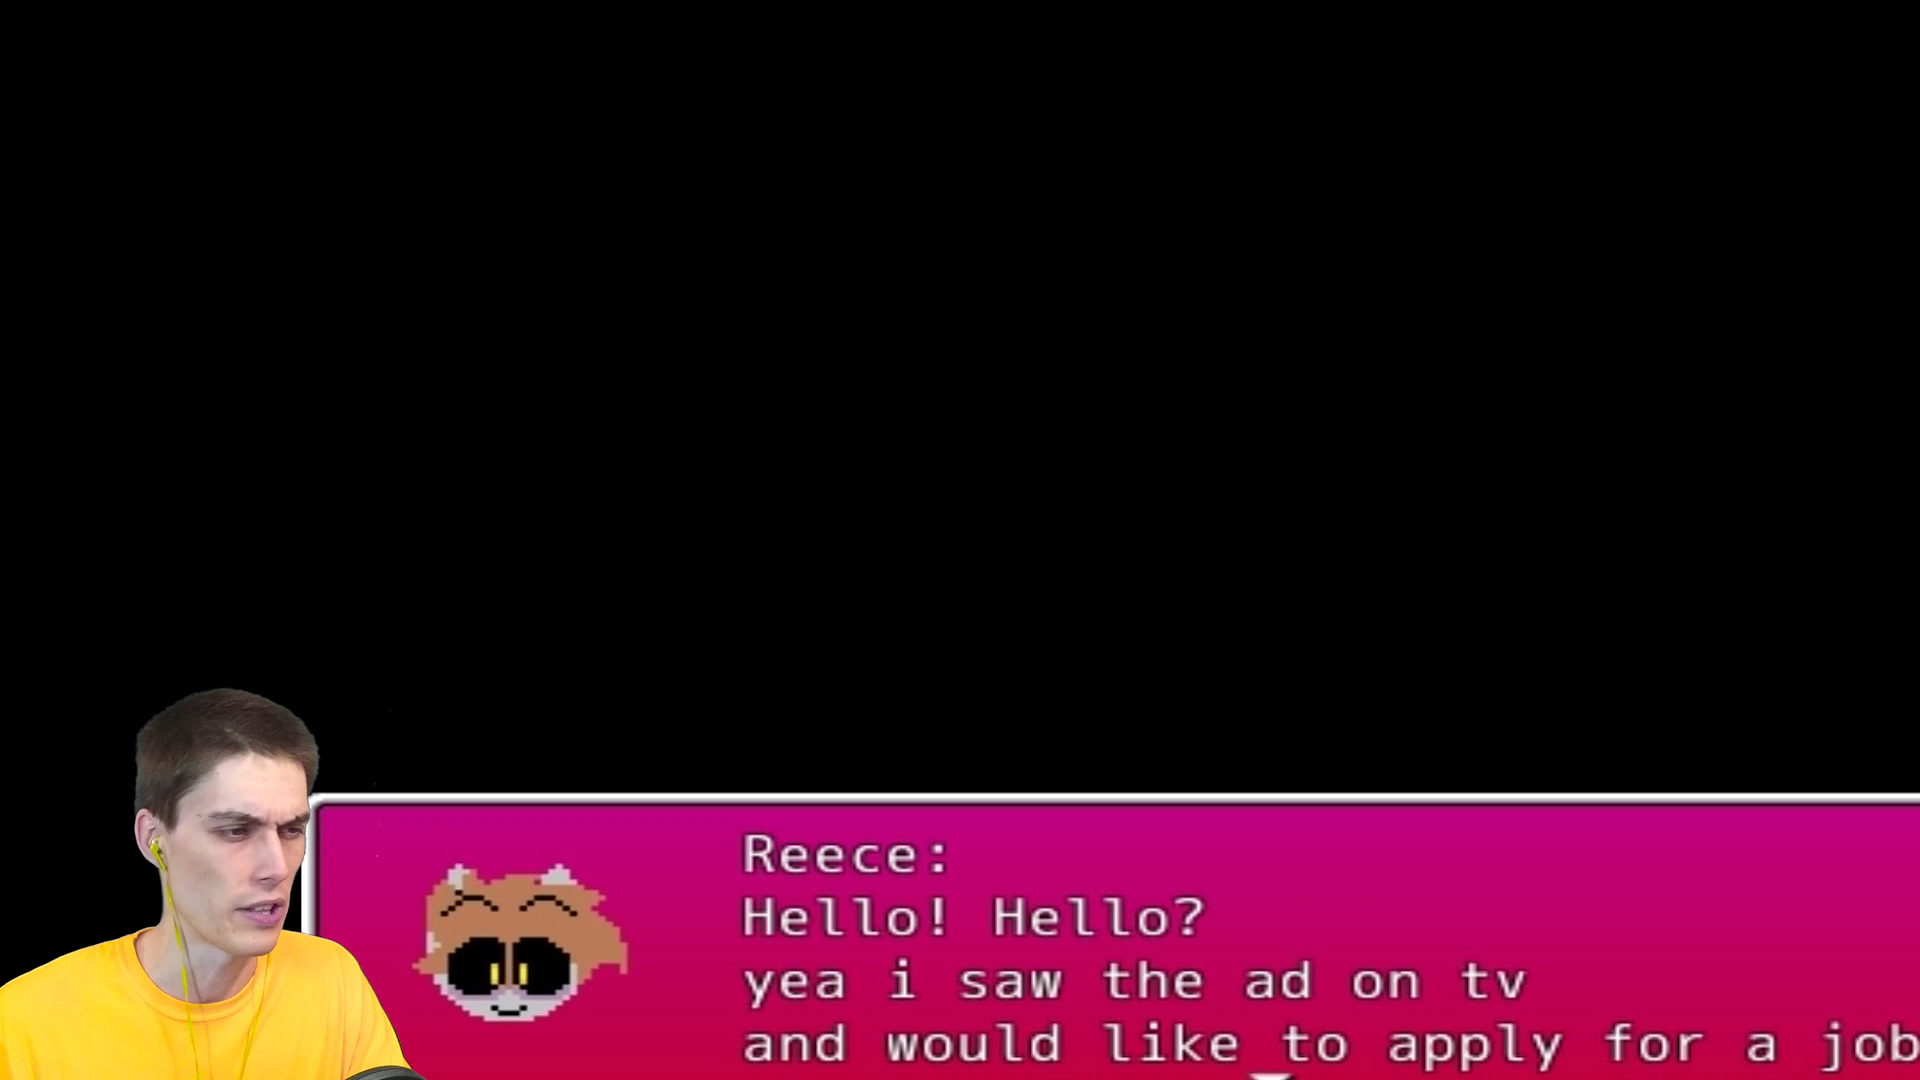 Reece:
Hello! Hello?
yea i saw the ad on tv
and would like to apply for a job